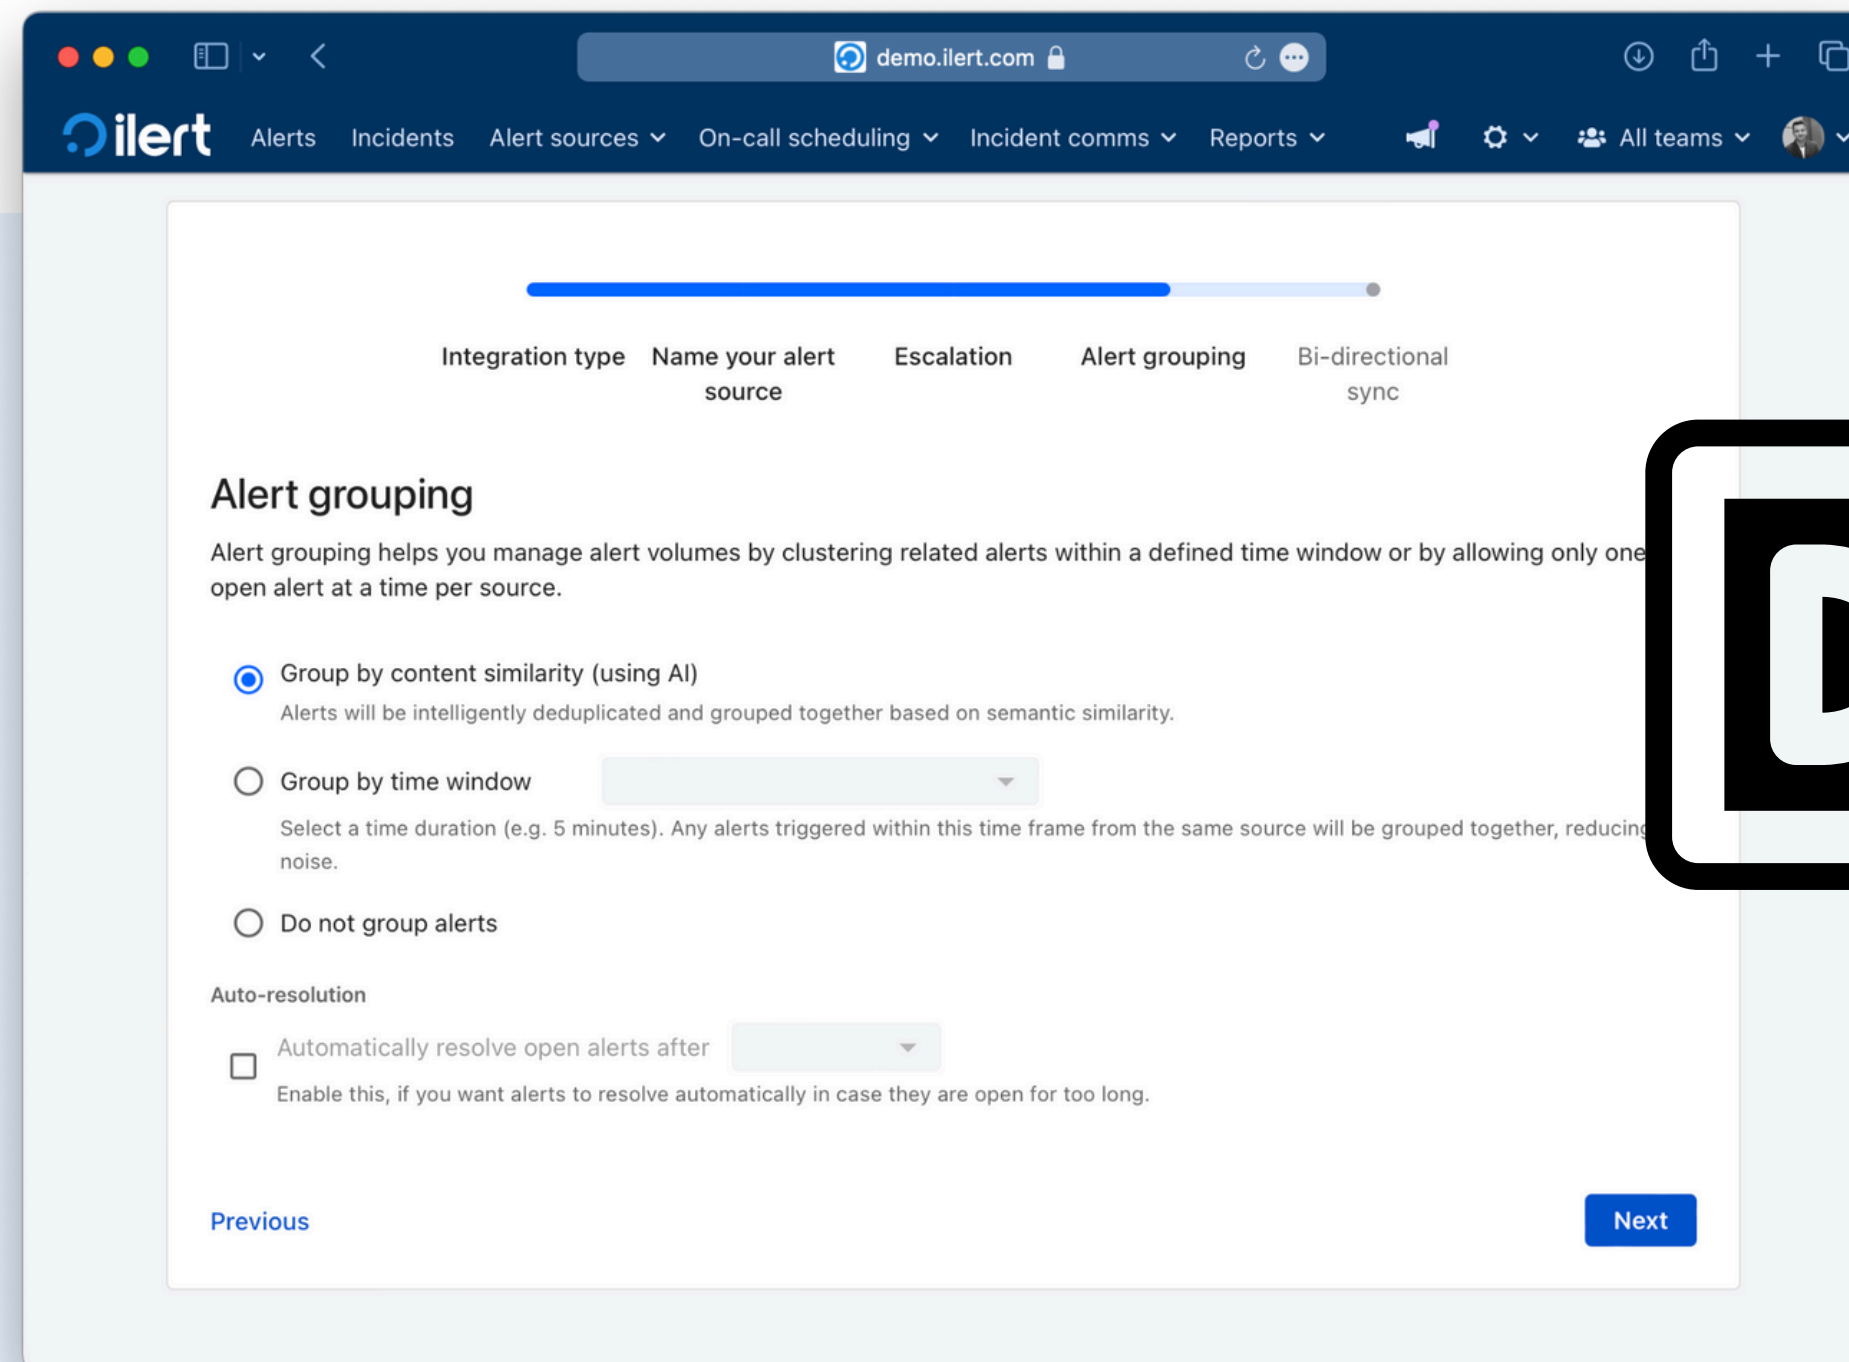 demo.ilert.com
ilert Alerts Incidents Alert sources On-call scheduling Incident comms Reports All teams
Integration type Name your alert source Escalation Alert grouping Bi-directional sync
Alert grouping
Alert grouping helps you manage alert volumes by clustering related alerts within a defined time window or by allowing only one
open alert at a time per source.
Group by content similarity (using AI)
Alerts will be intelligently deduplicated and grouped together based on semantic similarity.
Group by time window
Select a time duration (e.g. 5 minutes). Any alerts triggered within this time frame from the same source will be grouped together, reducing
noise.
Do not group alerts
Auto-resolution
Automatically resolve open alerts after
Enable this, if you want alerts to resolve automatically in case they are open for too long.
Previous
Next